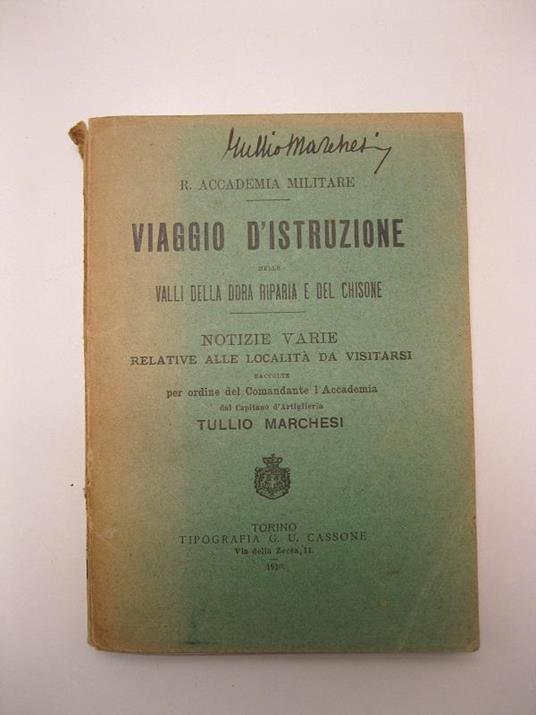 Tullio Marchesi
R. ACCADEMIA MILITARE
VIAGGIO D'ISTRUZIONE
NELLE
VALLI DELLA DORA RIPARIA E DEL CHISONE
NOTIZIE VARIE
RELATIVE ALLE LOCALITÀ DA VISITARSI
RACCOLTE
per ordine del Comandante l'Accademia
dal Capitano d'Artiglieria
TULLIO MARCHESI
TORINO
TIPOGRAFIA G. U. CASSONE
Via della Zecca, 11.
1910.